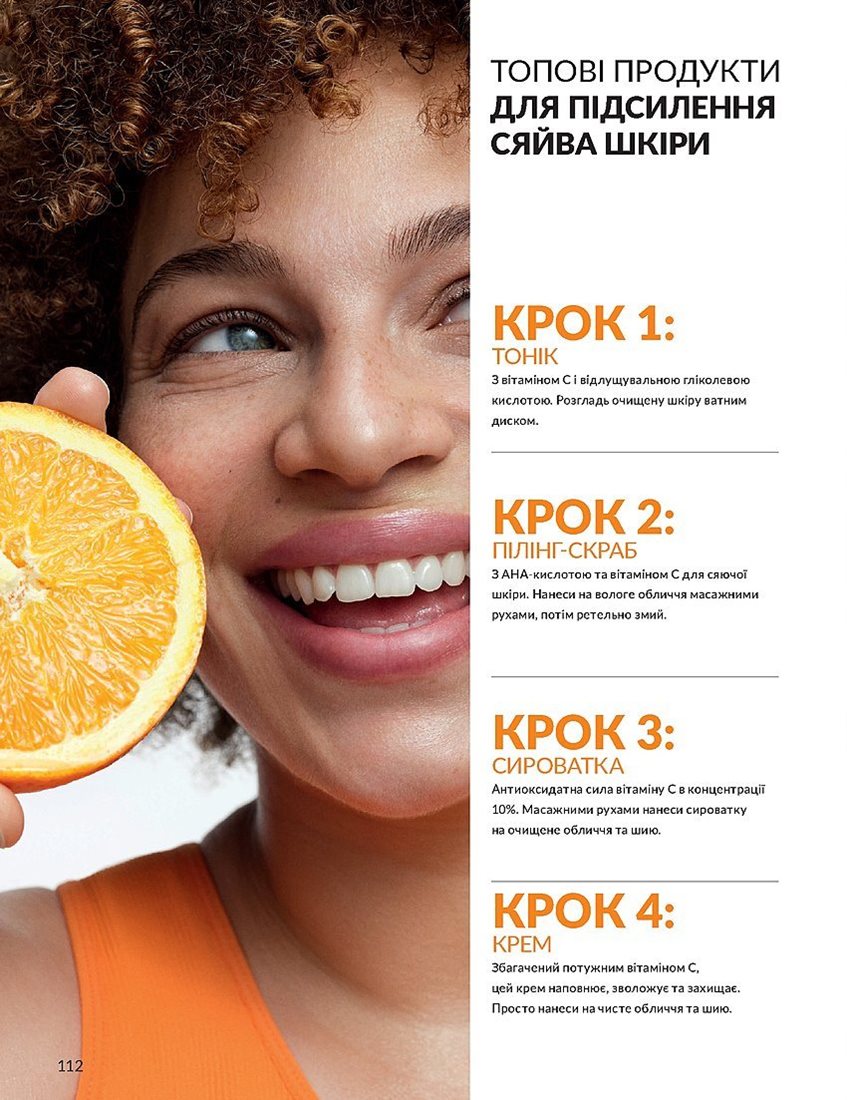 ТОПОВІ ПРОДУКТИ
ДЛЯ ПІДСИЛЕННЯ
СЯЙВА ШКІРИ
КРОК 1:
ТОНІК
З вітаміном С і відлущувальною гліколевою
кислотою. Розгладь очищену шкіру ватним
диском.
КРОК 2:
ПІЛІНГ-СКРАБ
З AHA-кислотою та вітаміном С для сяючої
шкіри. Нанеси на вологе обличчя масажними
рухами, потім ретельно змий.
КРОК 3:
СИРОВАТКА
Антиоксидатна сила вітаміну С в концентрації
10%. Масажними рухами нанеси сироватку
на очищене обличчя та шию.
КРОК 4:
КРЕМ
Збагачений потужним вітаміном С,
цей крем наповнює, зволожує та захищає.
Просто нанеси на чисте обличчя та шию.
112